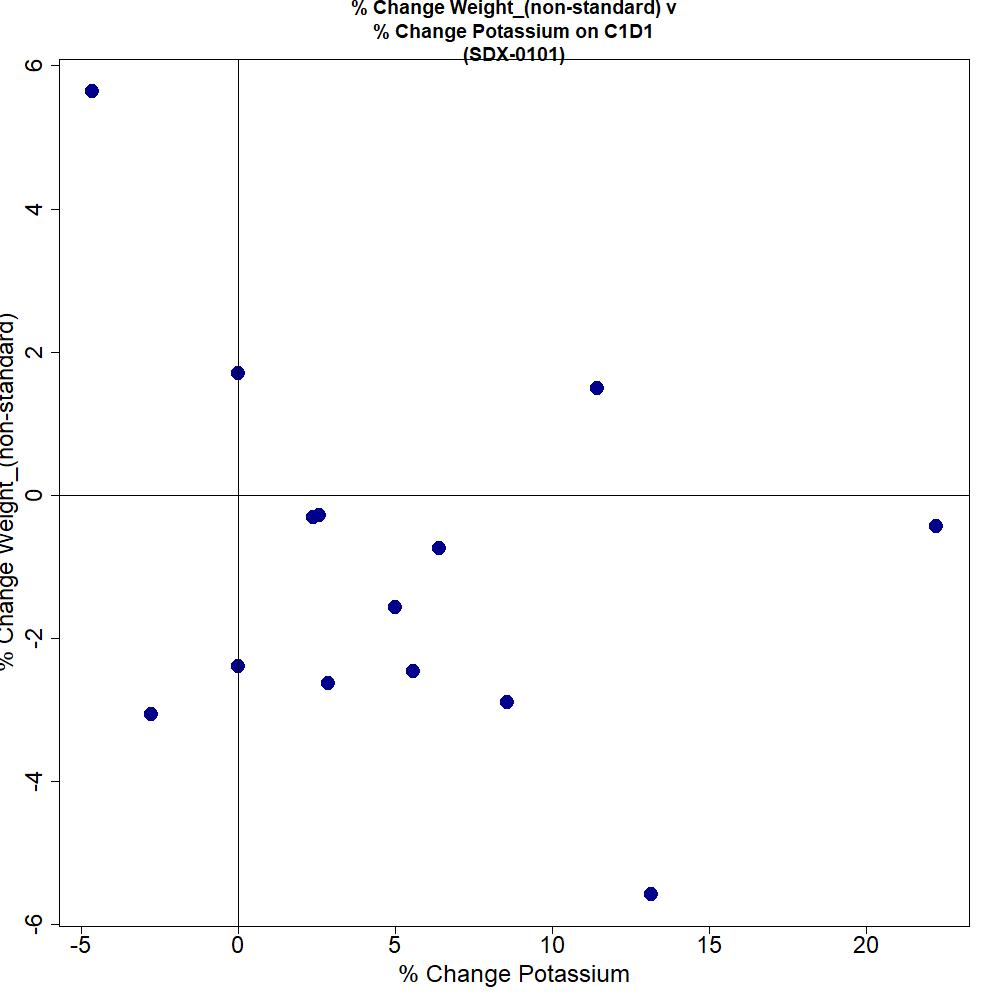 % Change Weight_(non-standard) v
% Change Potassium on C1D1
(SDX-0101)
6
4
2
0
-2
-4
-6
% Change Weight_(non-standard)
-5 0 5 10 15 20
% Change Potassium